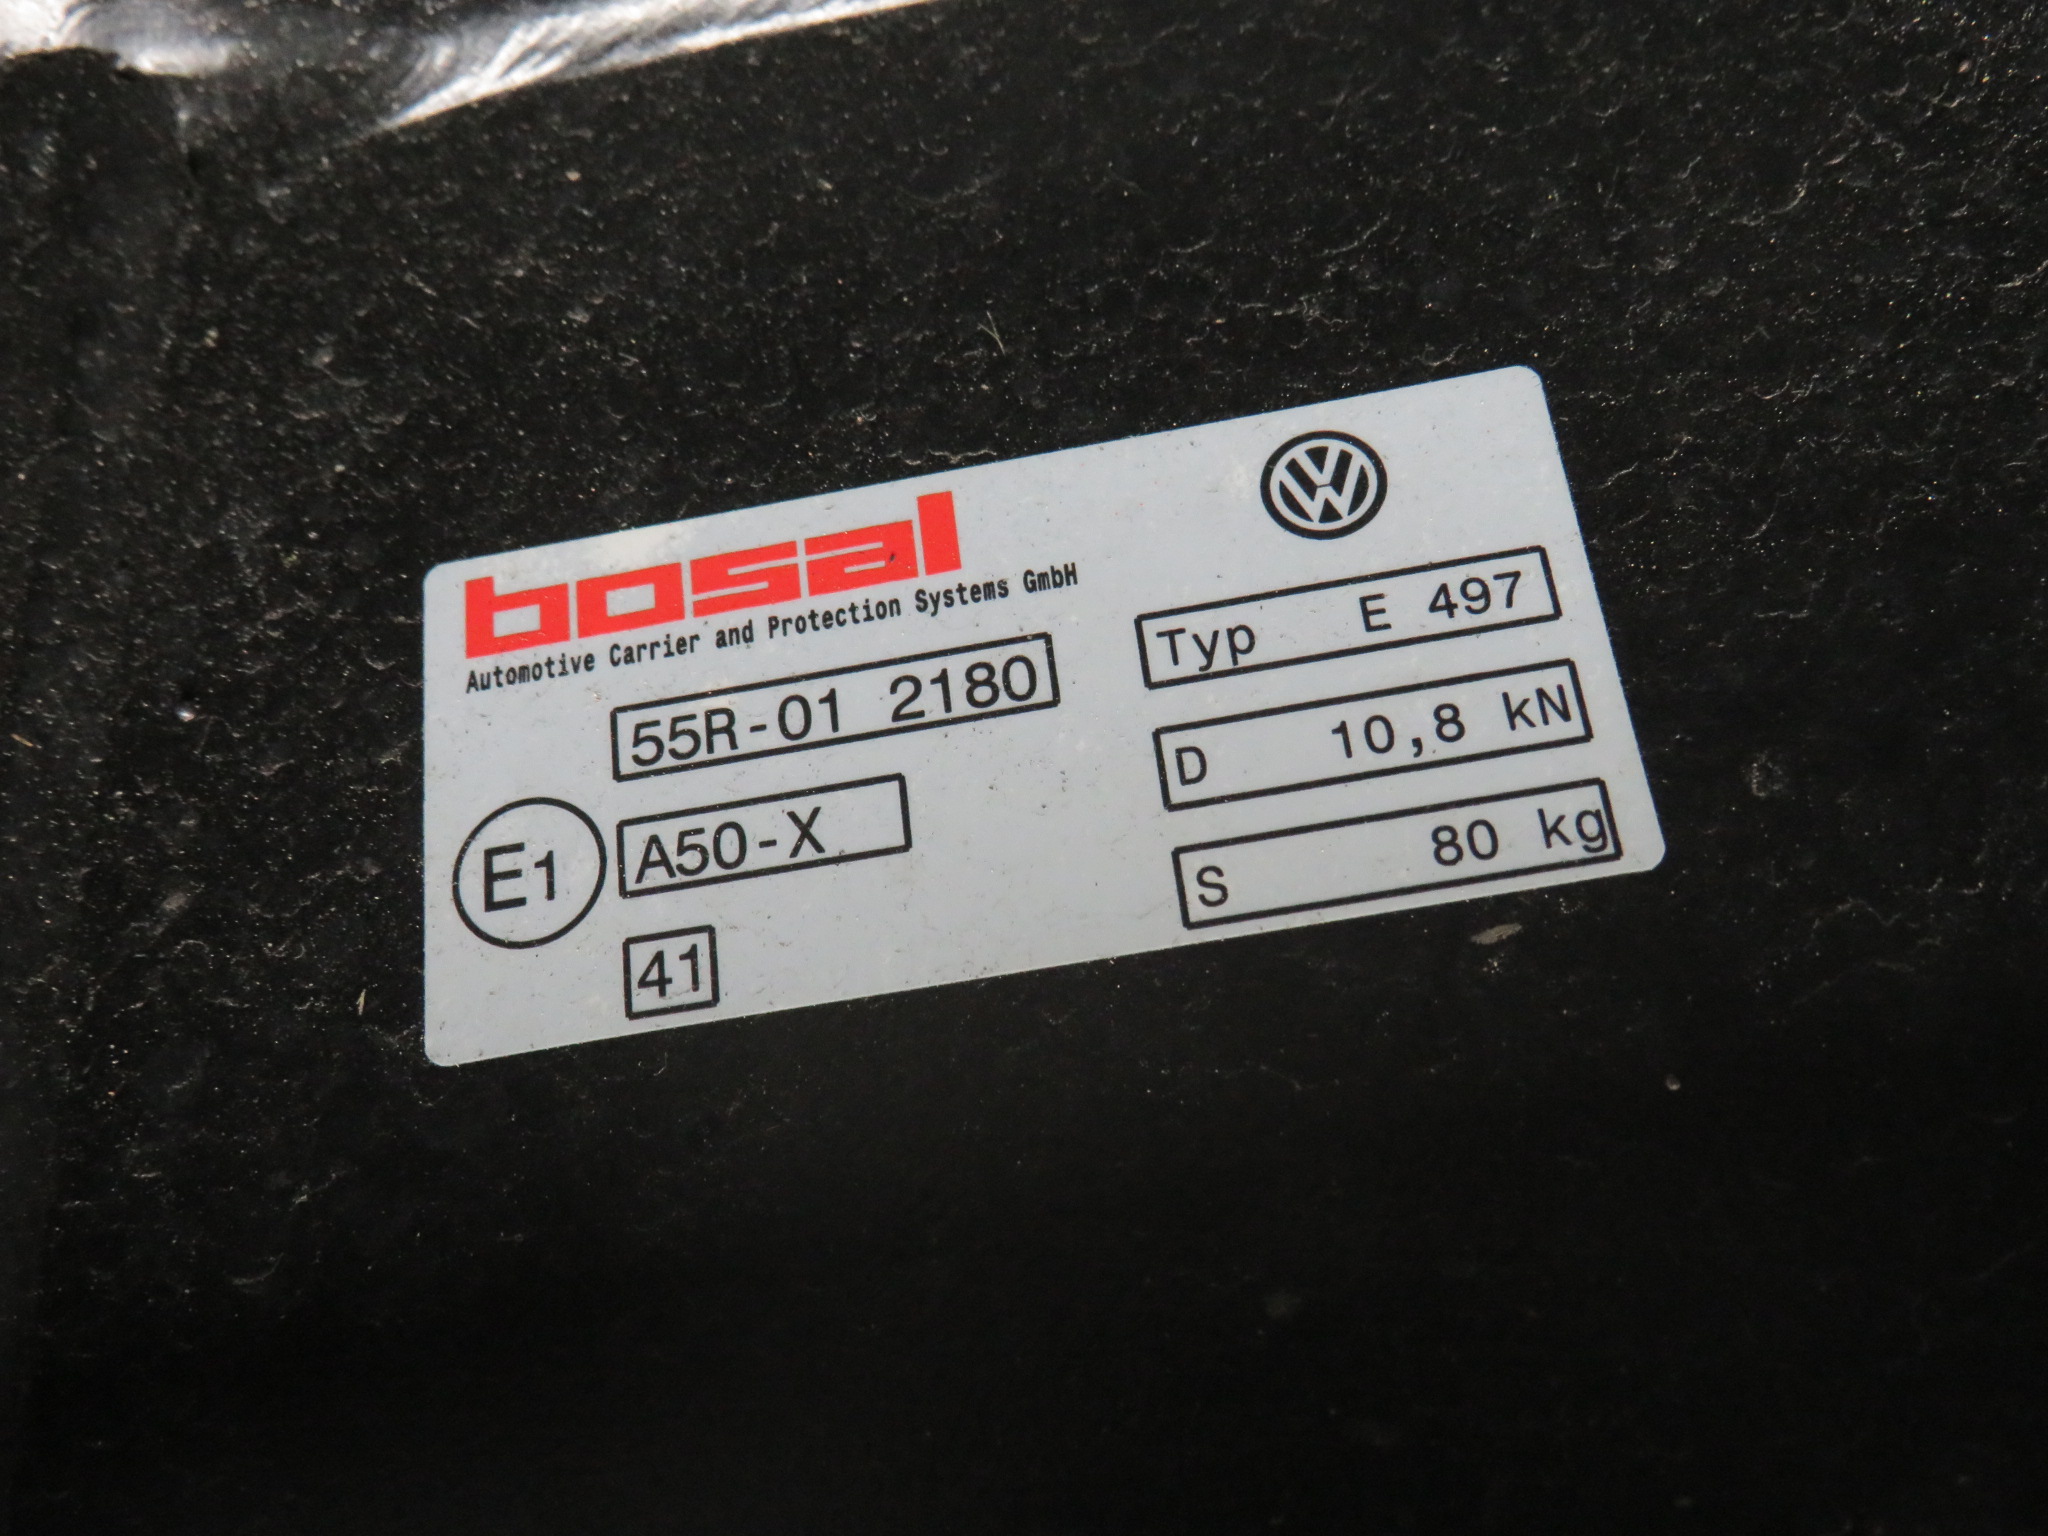 bosal
Automotive Carrier and Protection Systems GmbH
55R-01 2180
E1
A50-X
41
Typ E 497
D 10,8 kN
S 80 kg